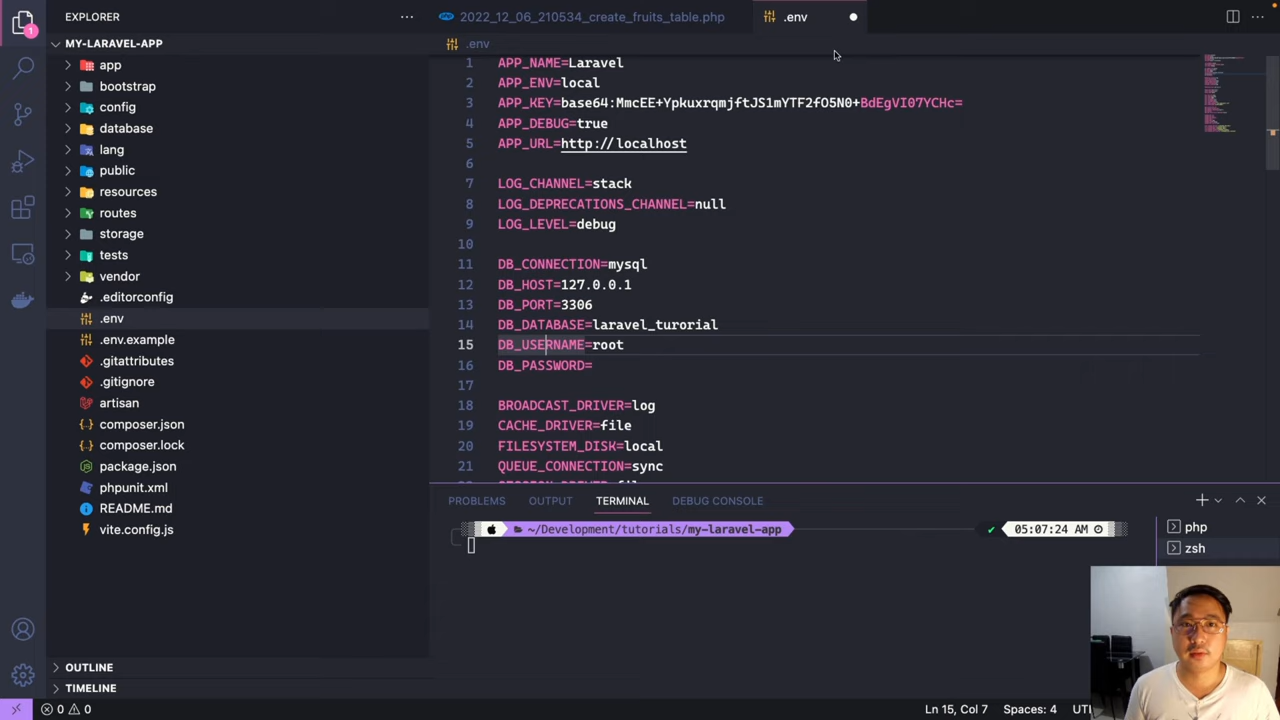 EXPLORER
2022_12_06_210534_create_fruits_table.php
.env
MY-LARAVEL-APP
.env
app
bootstrap
config
database
lang
public
resources
routes
storage
tests
vendor
.editorconfig
.env
.env.example
.gitattributes
.gitignore
artisan
composer.json
composer.lock
package.json
phpunit.xml
README.md
vite.config.js
OUTLINE
TIMELINE
1 APP_NAME=Laravel
2 APP_ENV=local
3 APP_KEY=base64:MmcEE+YpkuxrqmjftJS1mYTF2fO5N0+BdEgVI07YCHc=
4 APP_DEBUG=true
5 APP_URL=http://localhost
6
7 LOG_CHANNEL=stack
8 LOG_DEPRECATIONS_CHANNEL=null
9 LOG_LEVEL=debug
10
11 DB_CONNECTION=mysql
12 DB_HOST=127.0.0.1
13 DB_PORT=3306
14 DB_DATABASE=laravel_turorial
15 DB_USERNAME=root
16 DB_PASSWORD=
17
18 BROADCAST_DRIVER=log
19 CACHE_DRIVER=file
20 FILESYSTEM_DISK=local
21 QUEUE_CONNECTION=sync
PROBLEMS OUTPUT TERMINAL DEBUG CONSOLE
~/Development/tutorials/my-laravel-app
05:07:24 AM
php
zsh
0 0
Ln 15, Col 7 Spaces: 4